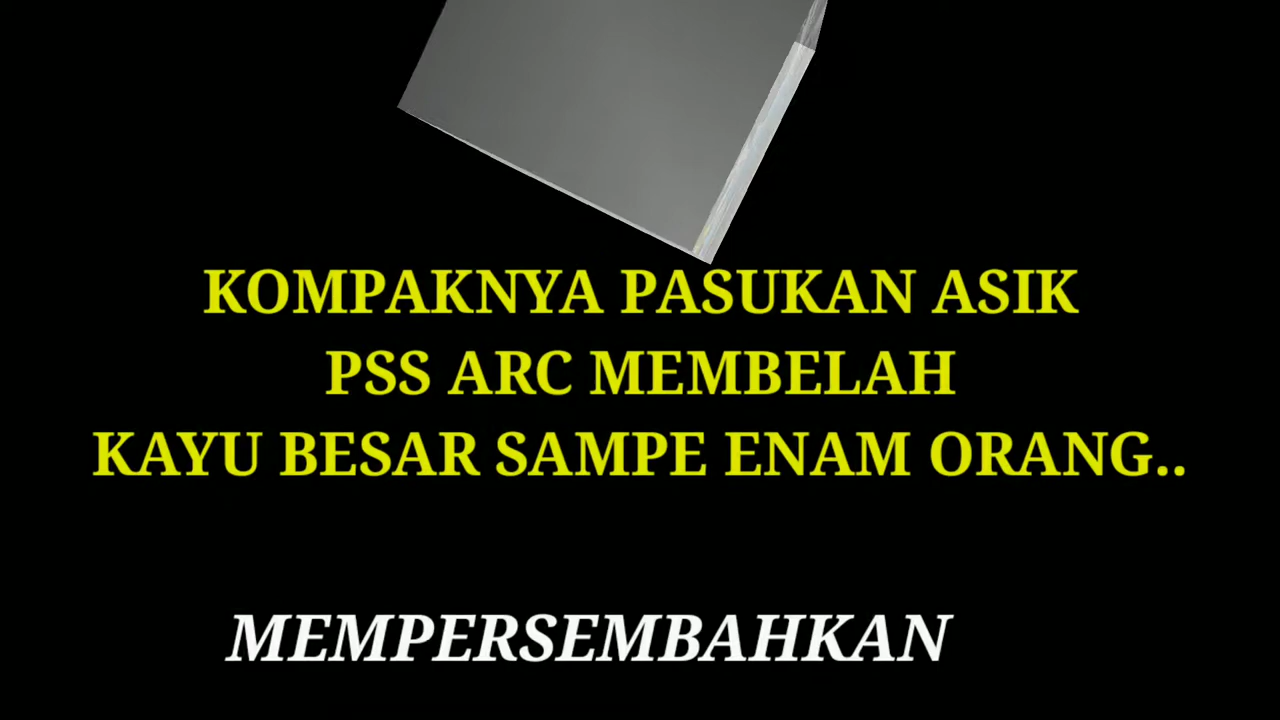 KOMPAKNYA PASUKAN ASIK
PSS ARC MEMBELAH
KAYU BESAR SAMPE ENAM ORANG..
MEMPERSEMBAHKAN